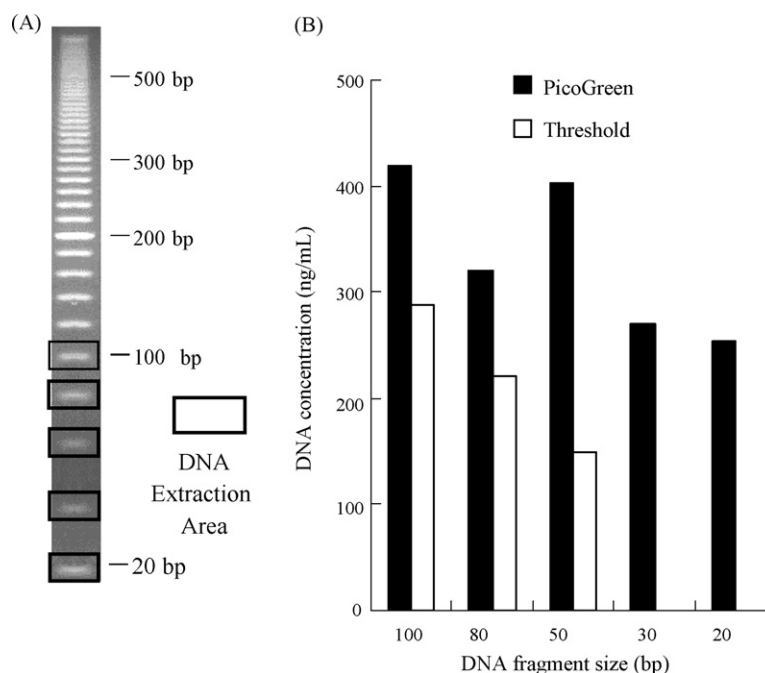 (A)
500 bp
300 bp
200 bp
100 bp
20 bp
DNA
Extraction
Area
(B)
PicoGreen
Threshold
DNA concentration (ng/mL)
500
400
300
200
100
0
100 80 50 30 20
DNA fragment size (bp)